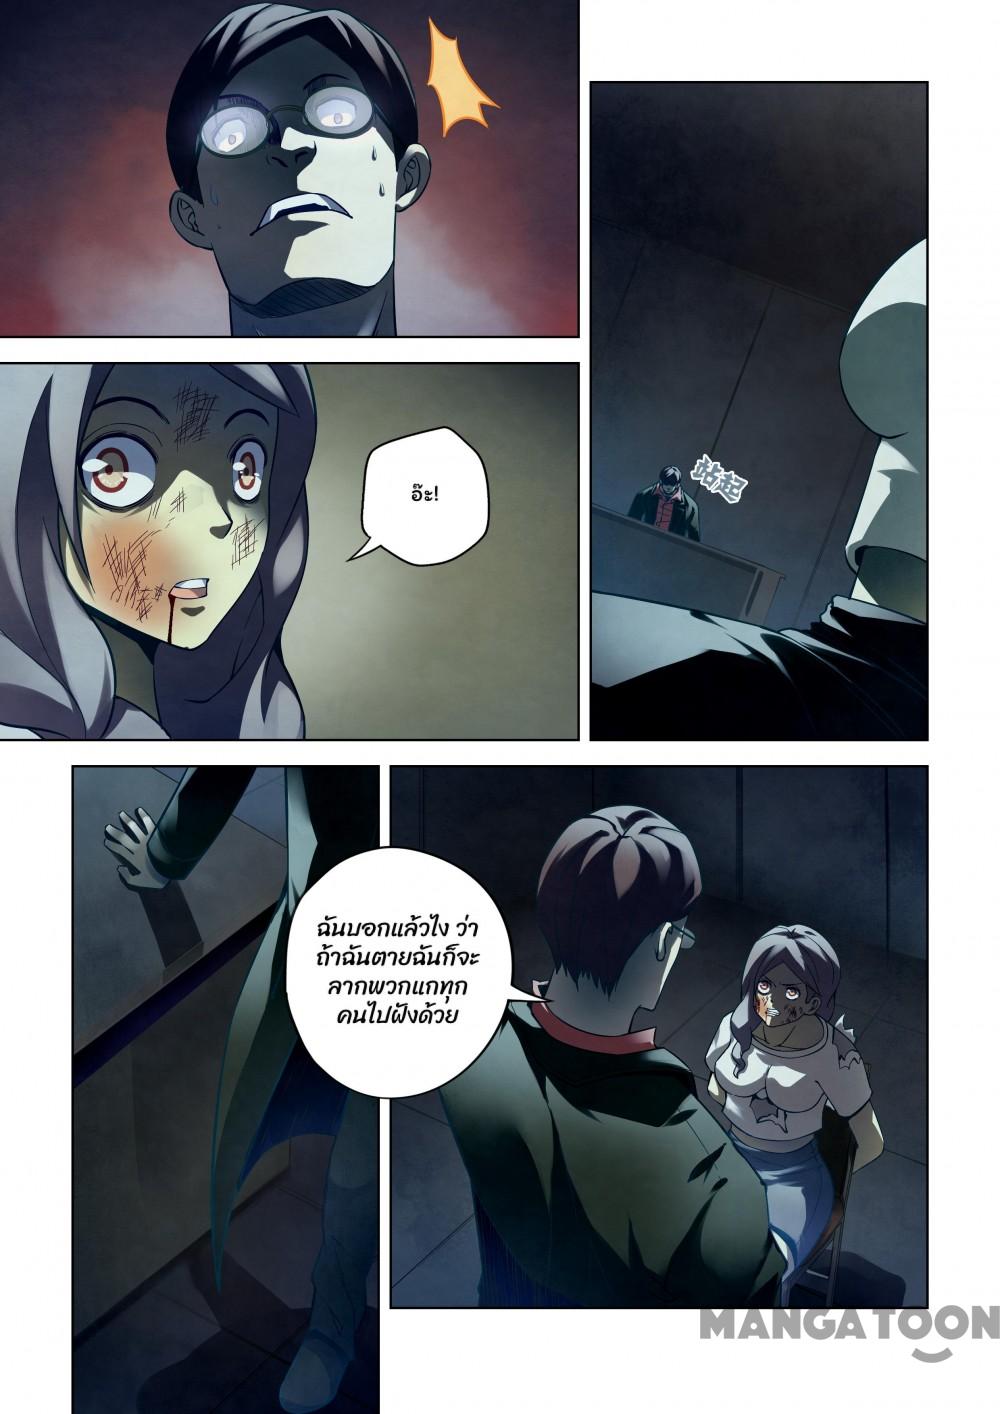 站起
อ๊ะ!
ฉันบอกแล้วไง ว่า
ถ้าฉันตายฉันก็จะ
ลากพวกแกทุก
คนไปฝังด้วย
MANGATOON